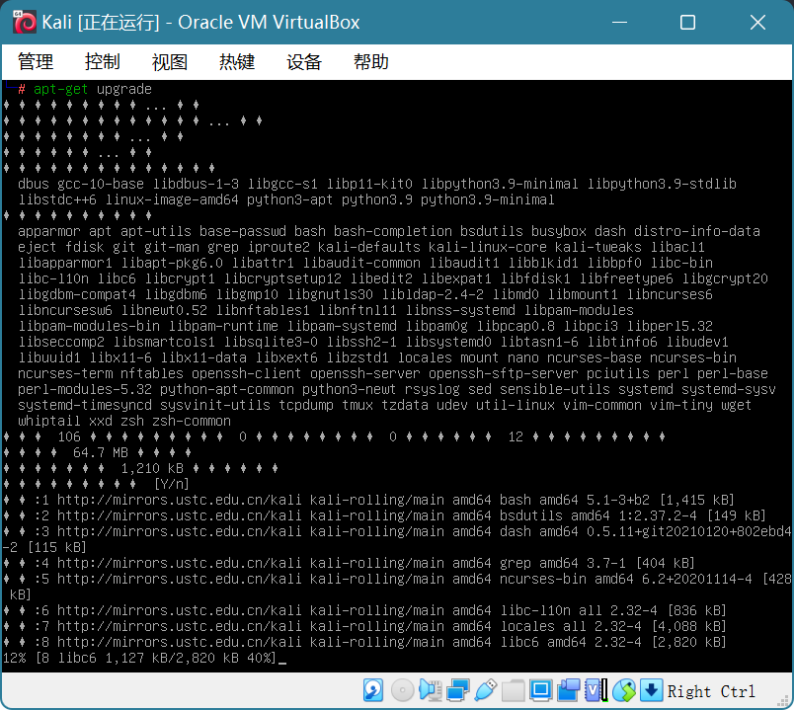 Kali [正在运行] - Oracle VM VirtualBox
管理 控制 视图 热键 设备 帮助
# apt-get upgrade
♦ ♦ ♦ ♦ ♦ ♦ ♦ ♦ ♦ ... ♦ ♦
♦ ♦ ♦ ♦ ♦ ♦ ♦ ♦ ♦ ♦ ♦ ♦ ♦ ... ♦ ♦
♦ ♦ ♦ ♦ ♦ ♦ ♦ ♦ ... ♦ ♦
♦ ♦ ♦ ♦ ♦ ♦ ... ♦ ♦
♦ ♦ ♦ ♦ ♦ ♦ ♦ ♦ ♦ ♦ ♦ ♦ ♦ ♦
dbus gcc-10-base libdbus-1-3 libgcc-s1 libp11-kit0 libpython3.9-minimal libpython3.9-stdlib
libstdc++6 linux-image-amd64 python3-apt python3.9 python3.9-minimal
♦ ♦ ♦ ♦ ♦ ♦ ♦ ♦ ♦ ♦
apparmor apt apt-utils base-passwd bash bash-completion bsdutils busybox dash distro-info-data
eject fdisk git git-man grep iproute2 kali-defaults kali-linux-core kali-tweaks libacl1
libapparmor1 libapt-pkg6.0 libattr1 libaudit-common libaudit1 libblkid1 libbpf0 libc-bin
libc-l10n libc6 libcrypt1 libcryptsetup12 libedit2 libexpat1 libfdisk1 libfreetype6 libgcrypt20
libgdbm-compat4 libgdbm6 libgmp10 libgnutls30 libldap-2.4-2 libmd0 libmount1 libncurses6
libncursesw6 libnewt0.52 libnftables1 libnftnl11 libnss-systemd libpam-modules
libpam-modules-bin libpam-runtime libpam-systemd libpam0g libpcap0.8 libpci3 libperl5.32
libseccomp2 libsmartcols1 libsqlite3-0 libssh2-1 libsystemd0 libtasn1-6 libtinfo6 libudev1
libuuid1 libx11-6 libx11-data libxext6 libzstd1 locales mount nano ncurses-base ncurses-bin
ncurses-term nftables openssh-client openssh-server openssh-sftp-server pciutils perl perl-base
perl-modules-5.32 python-apt-common python3-newt rsyslog sed sensible-utils systemd systemd-sysv
systemd-timesyncd sysvinit-utils tcpdump tmux tzdata udev util-linux vim-common vim-tiny wget
whiptail xxd zsh zsh-common
♦ ♦ ♦ 106 ♦ ♦ ♦ ♦ ♦ ♦ ♦ ♦ ♦ 0 ♦ ♦ ♦ ♦ ♦ ♦ ♦ ♦ 0 ♦ ♦ ♦ ♦ ♦ ♦ 12 ♦ ♦ ♦ ♦ ♦ ♦ ♦ ♦ ♦
♦ ♦ ♦ ♦ 64.7 MB ♦ ♦ ♦ ♦
♦ ♦ ♦ ♦ ♦ ♦ ♦ 1,210 kB ♦ ♦ ♦ ♦ ♦ ♦
♦ ♦ ♦ ♦ ♦ ♦ ♦ ♦ ♦ [Y/n]
♦ ♦ :1 http://mirrors.ustc.edu.cn/kali kali-rolling/main amd64 bash amd64 5.1-3+b2 [1,415 kB]
♦ ♦ :2 http://mirrors.ustc.edu.cn/kali kali-rolling/main amd64 bsdutils amd64 1:2.37.2-4 [149 kB]
♦ ♦ :3 http://mirrors.ustc.edu.cn/kali kali-rolling/main amd64 dash amd64 0.5.11+git20210120+802ebd4
-2 [115 kB]
♦ ♦ :4 http://mirrors.ustc.edu.cn/kali kali-rolling/main amd64 grep amd64 3.7-1 [404 kB]
♦ ♦ :5 http://mirrors.ustc.edu.cn/kali kali-rolling/main amd64 ncurses-bin amd64 6.2+20201114-4 [428
kB]
♦ ♦ :6 http://mirrors.ustc.edu.cn/kali kali-rolling/main amd64 libc-l10n all 2.32-4 [836 kB]
♦ ♦ :7 http://mirrors.ustc.edu.cn/kali kali-rolling/main amd64 locales all 2.32-4 [4,088 kB]
♦ ♦ :8 http://mirrors.ustc.edu.cn/kali kali-rolling/main amd64 libc6 amd64 2.32-4 [2,820 kB]
12% [8 libc6 1,127 kB/2,820 kB 40%]_
Right Ctrl